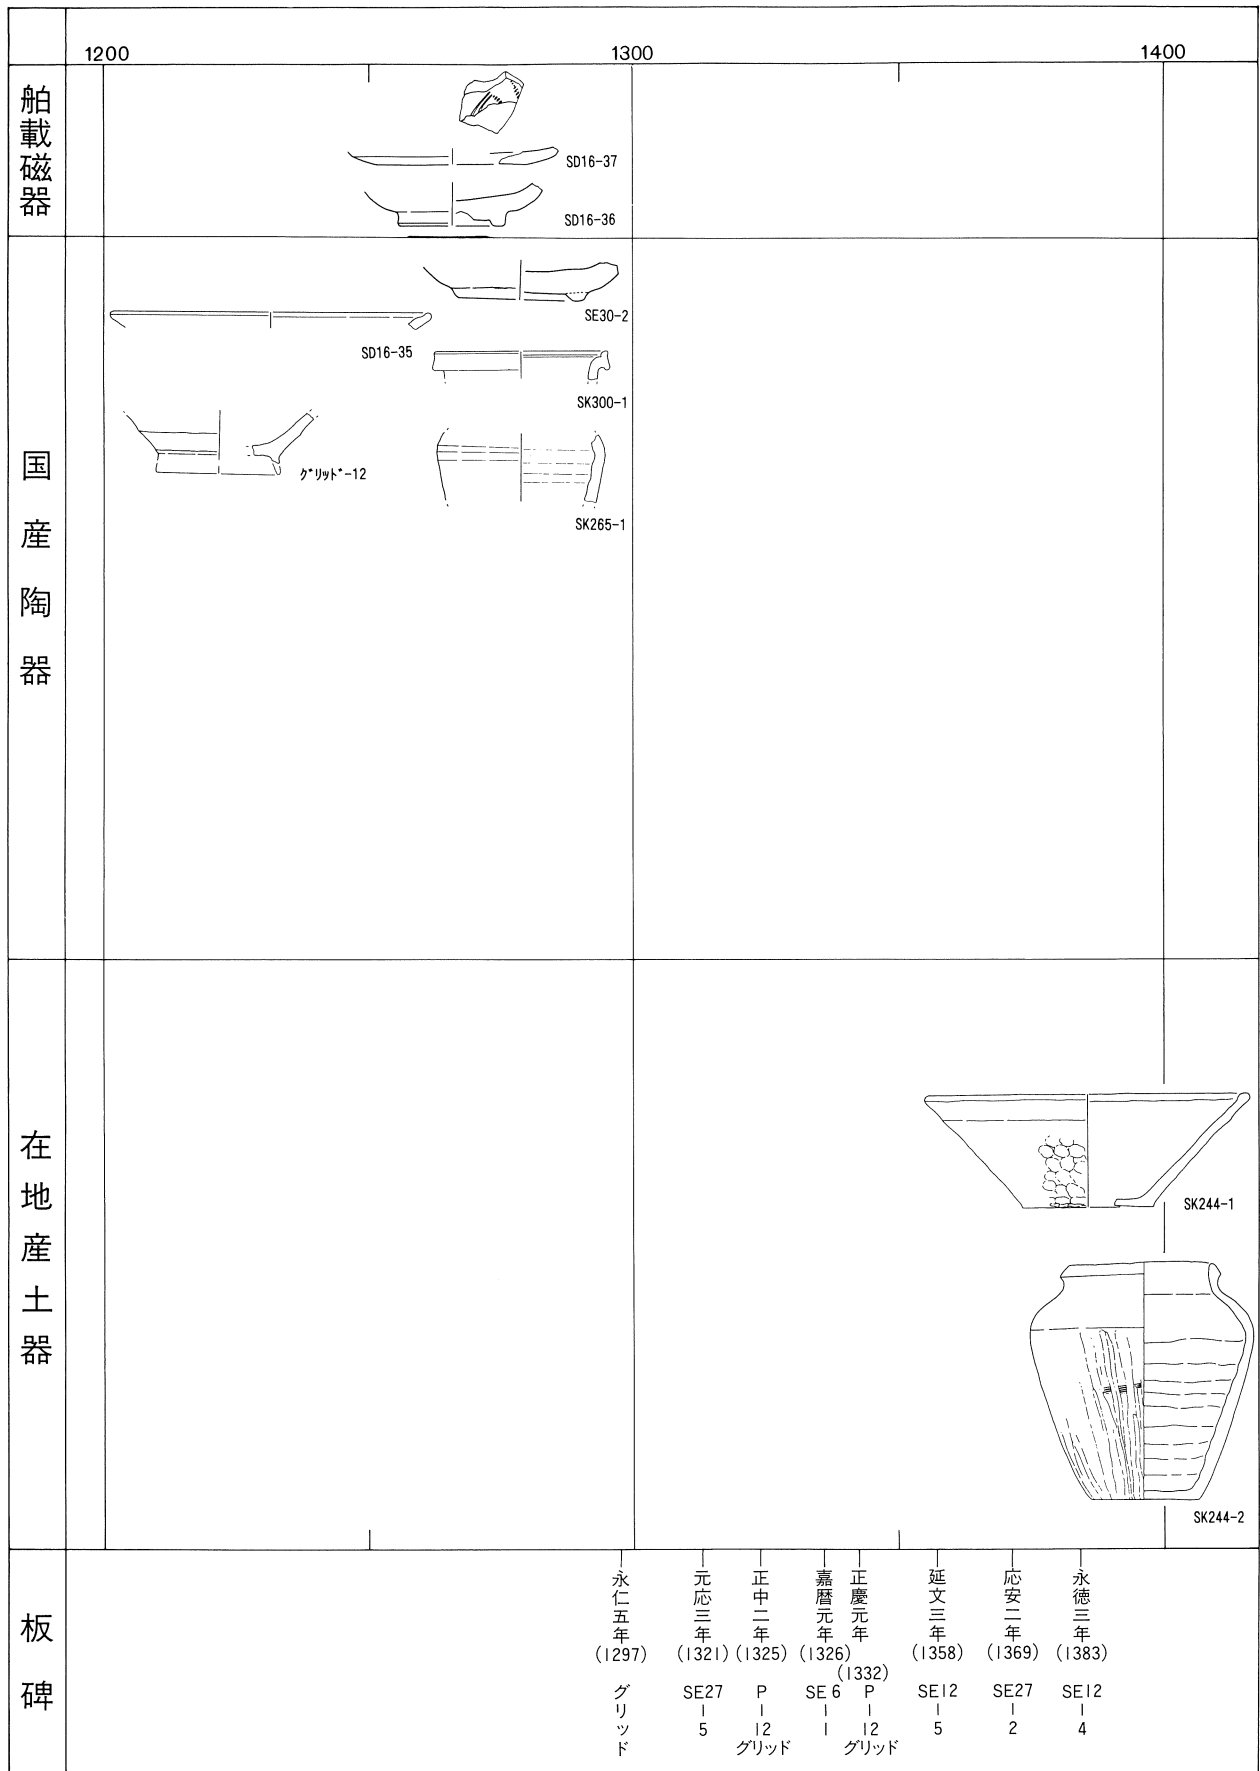 1200 1300 1400
舶載磁器
SD16-37
SD16-36
国産陶器
SE30-2
SD16-35
SK300-1
グリッド-12
SK265-1
在地産土器
SK244-1
SK244-2
板碑
永仁五年
(1297)
グリッド
元応三年
(1321)
SE27
|
5
正中二年
(1325)
P
|
12
グリッド
嘉暦元年
(1326)
SE6
|
1
正慶元年
(1332)
P
|
12
グリッド
延文三年
(1358)
SE12
|
5
応安二年
(1369)
SE27
|
2
永徳三年
(1383)
SE12
|
4